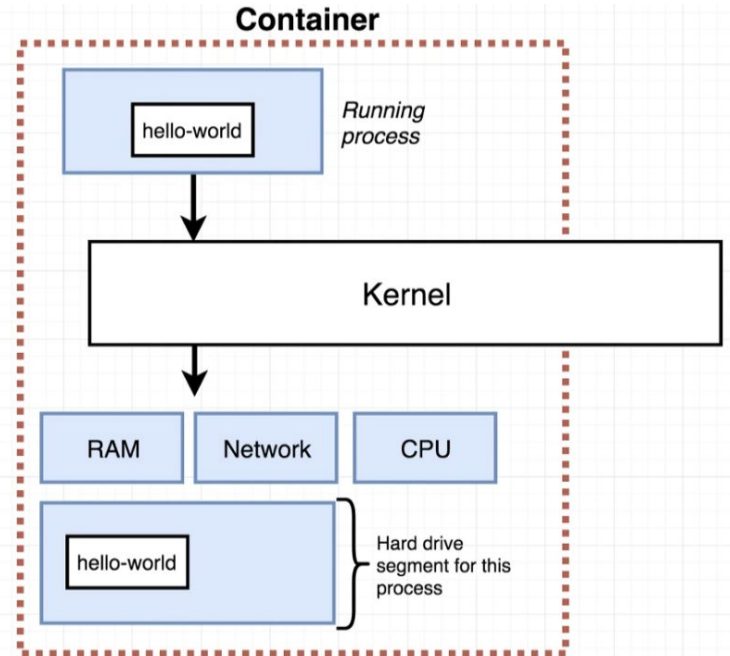 Container
hello-world
Running
process
Kernel
RAM
Network
CPU
hello-world
Hard drive
segment for this
process